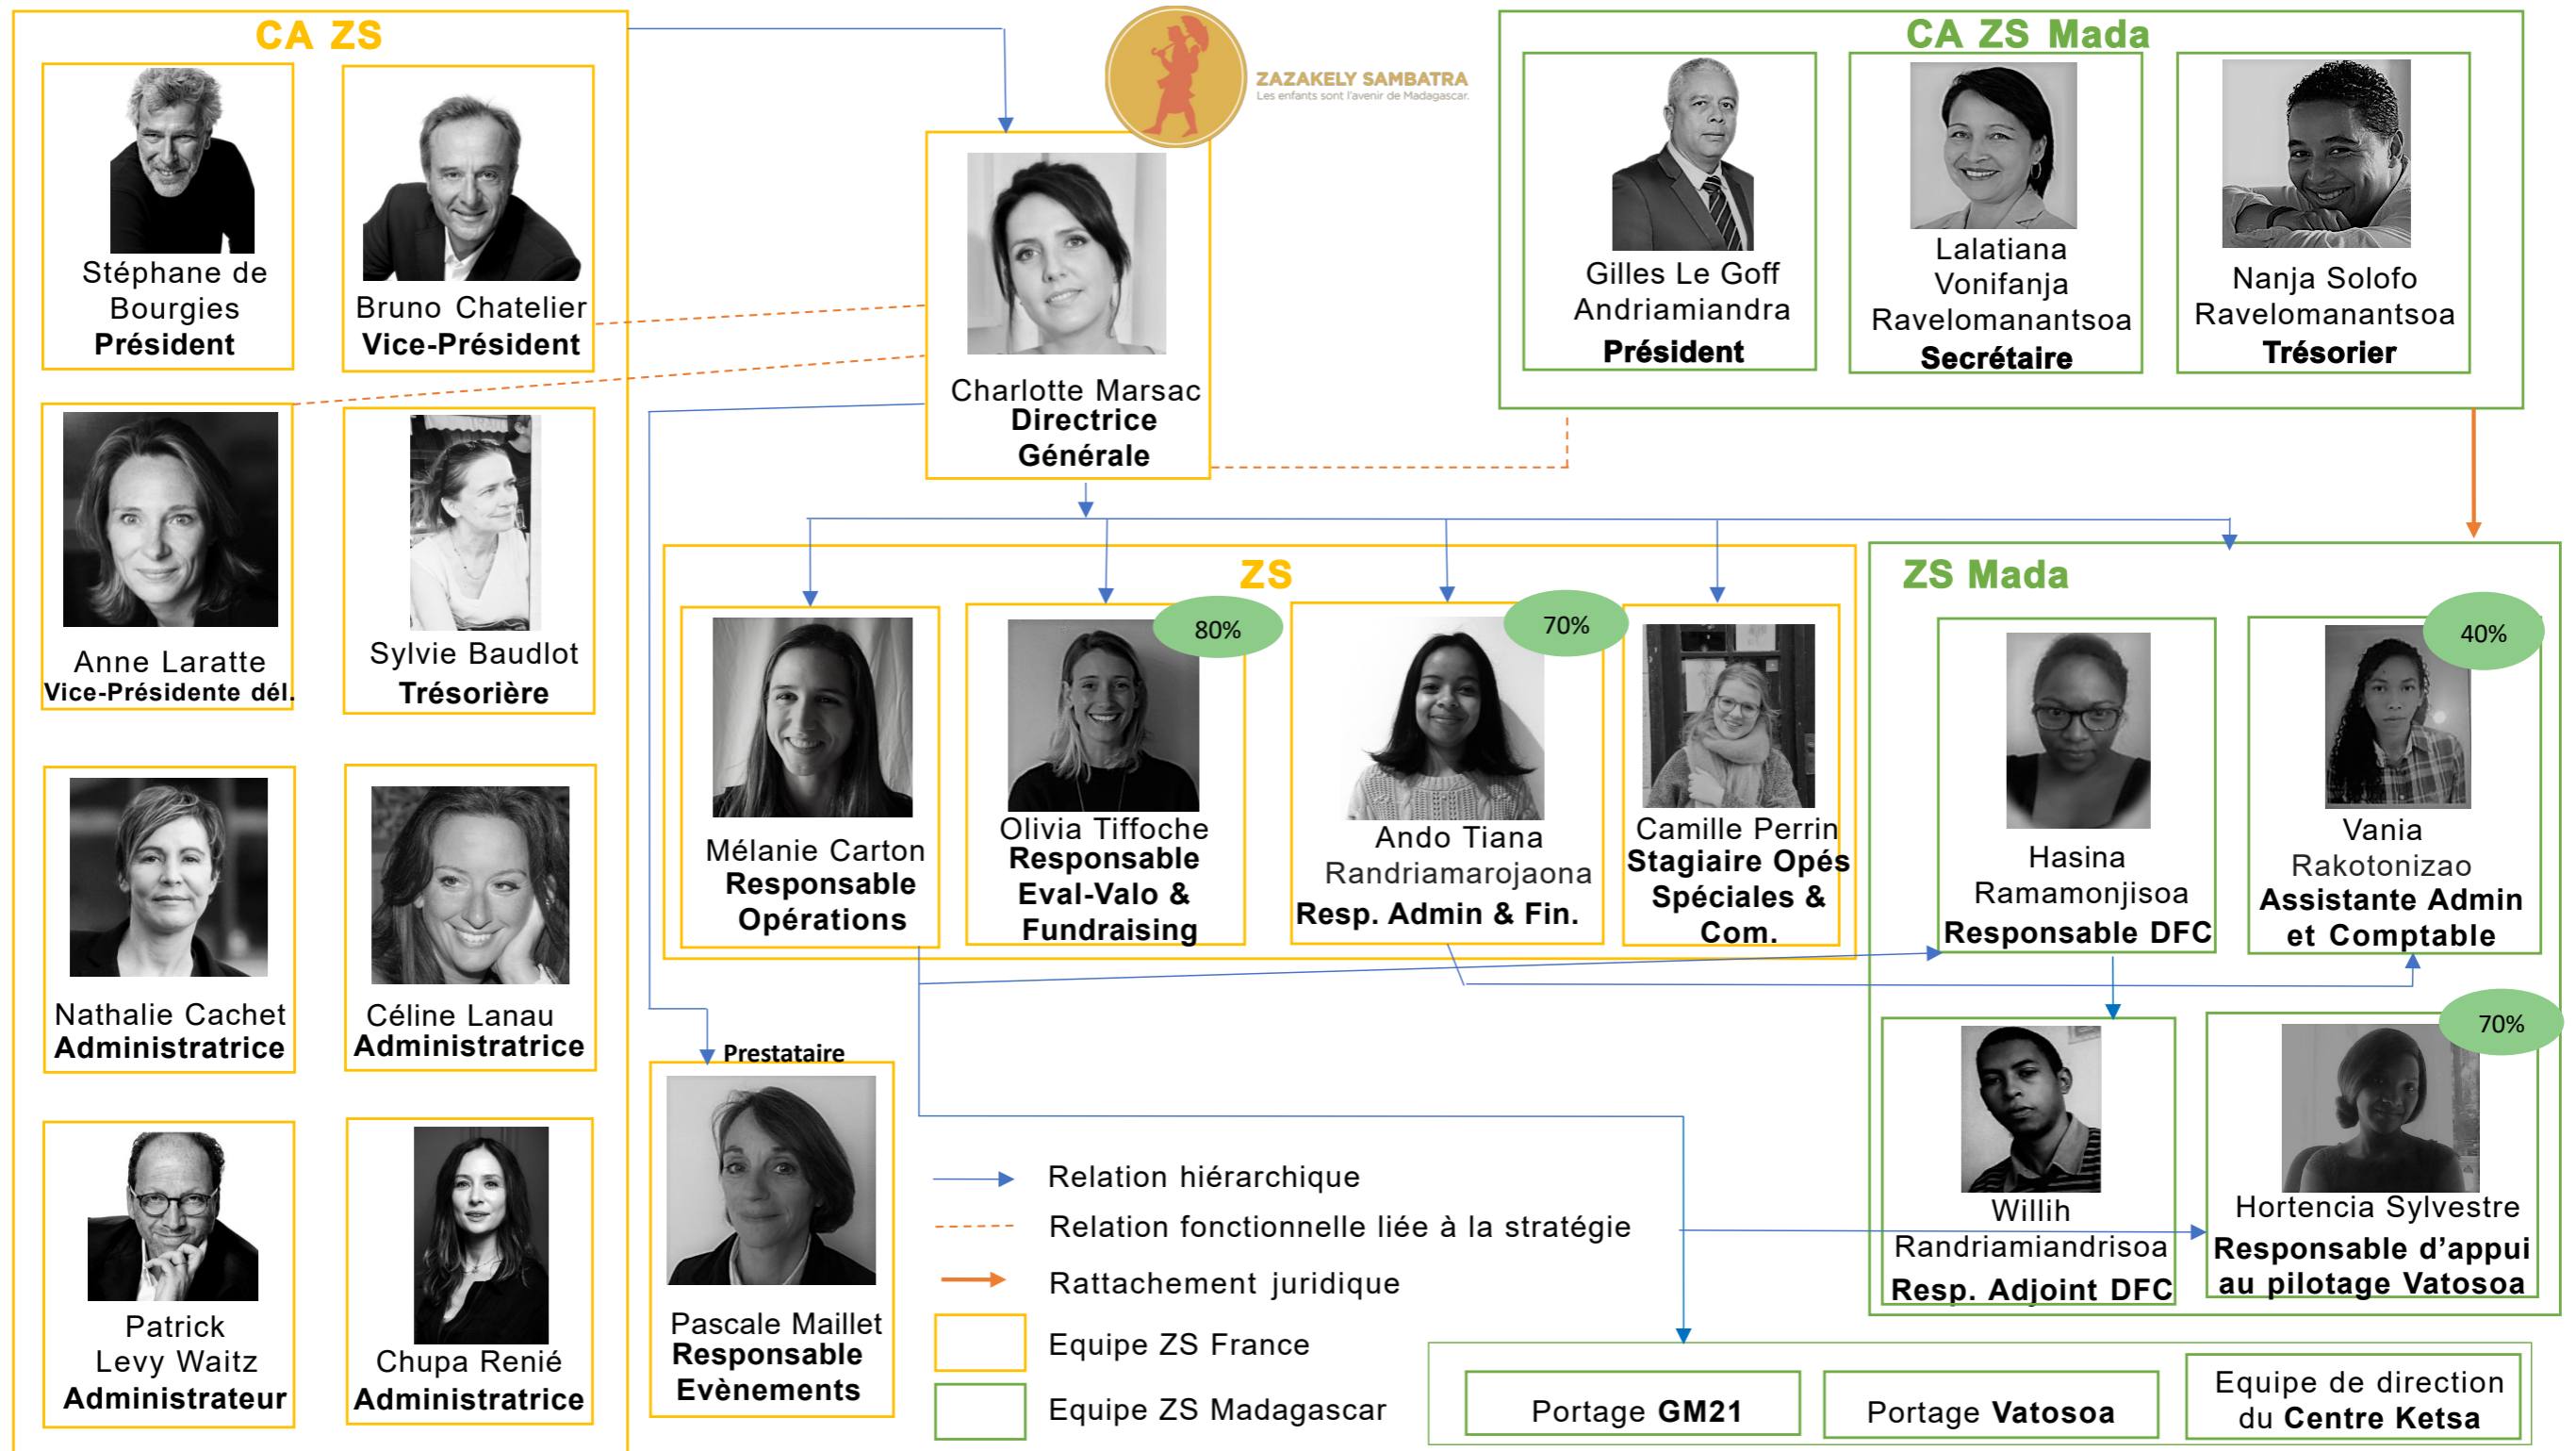 CA ZS
Stéphane de
Bourgies
Président
Bruno Chatelier
Vice-Président
Anne Laratte
Vice-Présidente dél.
Sylvie Baudlot
Trésorière
Nathalie Cachet
Administratrice
Céline Lanau
Administratrice
Patrick
Levy Waitz
Administrateur
Chupa Renié
Administratrice
ZAZAKELY SAMBATRA
Les enfants sont l'avenir de Madagascar.
Charlotte Marsac
Directrice
Générale
CA ZS Mada
Gilles Le Goff
Andriamiandra
Président
Lalatiana
Vonifanja
Ravelomanantsoa
Secrétaire
Nanja Solofo
Ravelomanantsoa
Trésorier
ZS
Mélanie Carton
Responsable
Opérations
80%
Olivia Tiffoche
Responsable
Eval-Valo &
Fundraising
70%
Ando Tiana
Randriamarojaona
Resp. Admin & Fin.
Camille Perrin
Stagiaire Opés
Spéciales &
Com.
ZS Mada
Hasina
Ramamonjisoa
Responsable DFC
40%
Vania
Rakotonizao
Assistante Admin
et Comptable
Willih
Randriamiandrisoa
Resp. Adjoint DFC
70%
Hortencia Sylvestre
Responsable d’appui
au pilotage Vatosoa
Prestataire
Pascale Maillet
Responsable
Evènements
Relation hiérarchique
Relation fonctionnelle liée à la stratégie
Rattachement juridique
Equipe ZS France
Equipe ZS Madagascar
Portage GM21
Portage Vatosoa
Equipe de direction
du Centre Ketsa